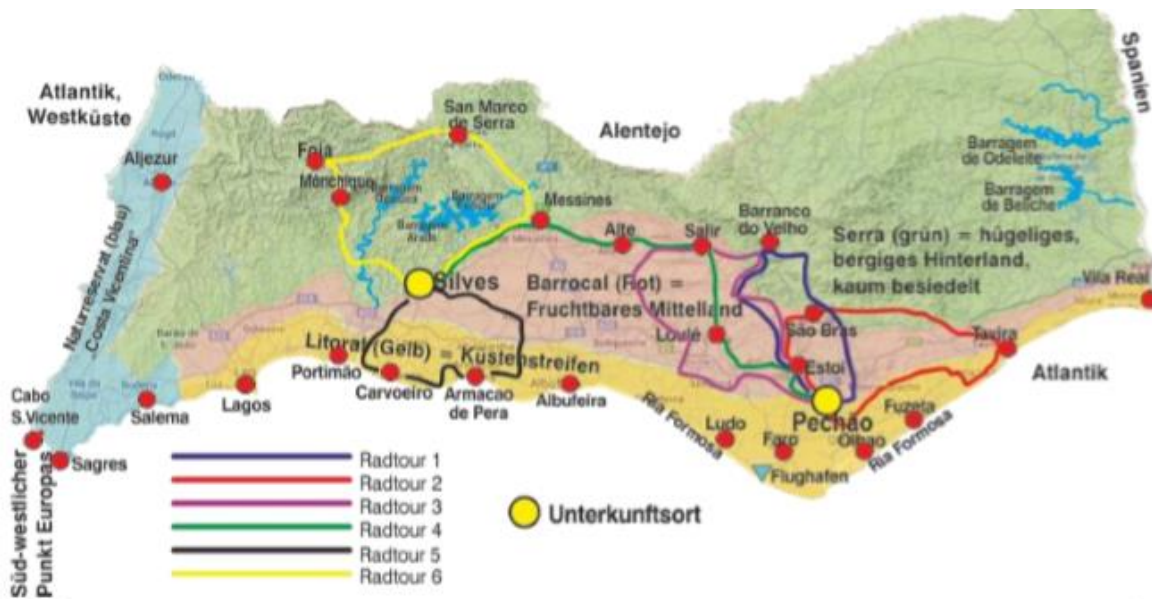 Atlantik,
Westküste
Aljezur
Naturreservat (blau)
„Costa Vicentina“
Cabo
S.Vicente
Sagres
Süd-westlicher
Punkt Europas
Salema
Lagos
Foia
Monchique
San Marco
de Serra
Alentejo
Messines
Alte
Salir
Barranco
do Velho
Spanien
Barragem
de Odeleite
Barragem
de Beliche
Serra (grün) = hügeliges,
bergiges Hinterland,
kaum besiedelt
Vila Real
Silves
Barrocal (Rot) =
Fruchtbares Mittelland
Loulé
São Bras
Estoi
Tavira
Atlantik
Litoral (Gelb) = Küstenstreifen
Portimão
Carvoeiro
Armacao
de Pera
Albufeira
Pechão
Fuzeta
Ria Formosa
Ludo
Faro
Olhao
Ria Formosa
Flughafen
Radtour 1
Radtour 2
Radtour 3
Radtour 4
Radtour 5
Radtour 6
Unterkunftsort